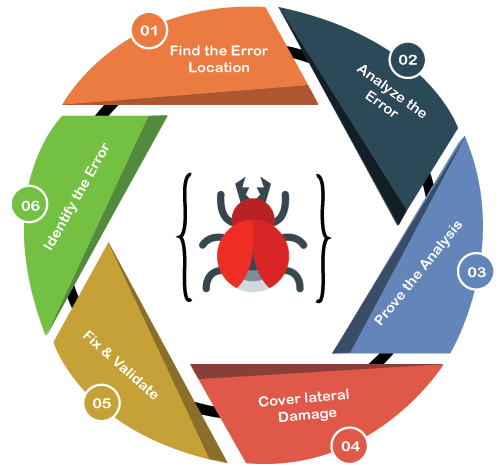 01
Find the Error
Location
02
Analyze the
Error
03
Prove the Analysis
04
Cover lateral
Damage
05
Fix & Validate
06
Identify the Error
{ }